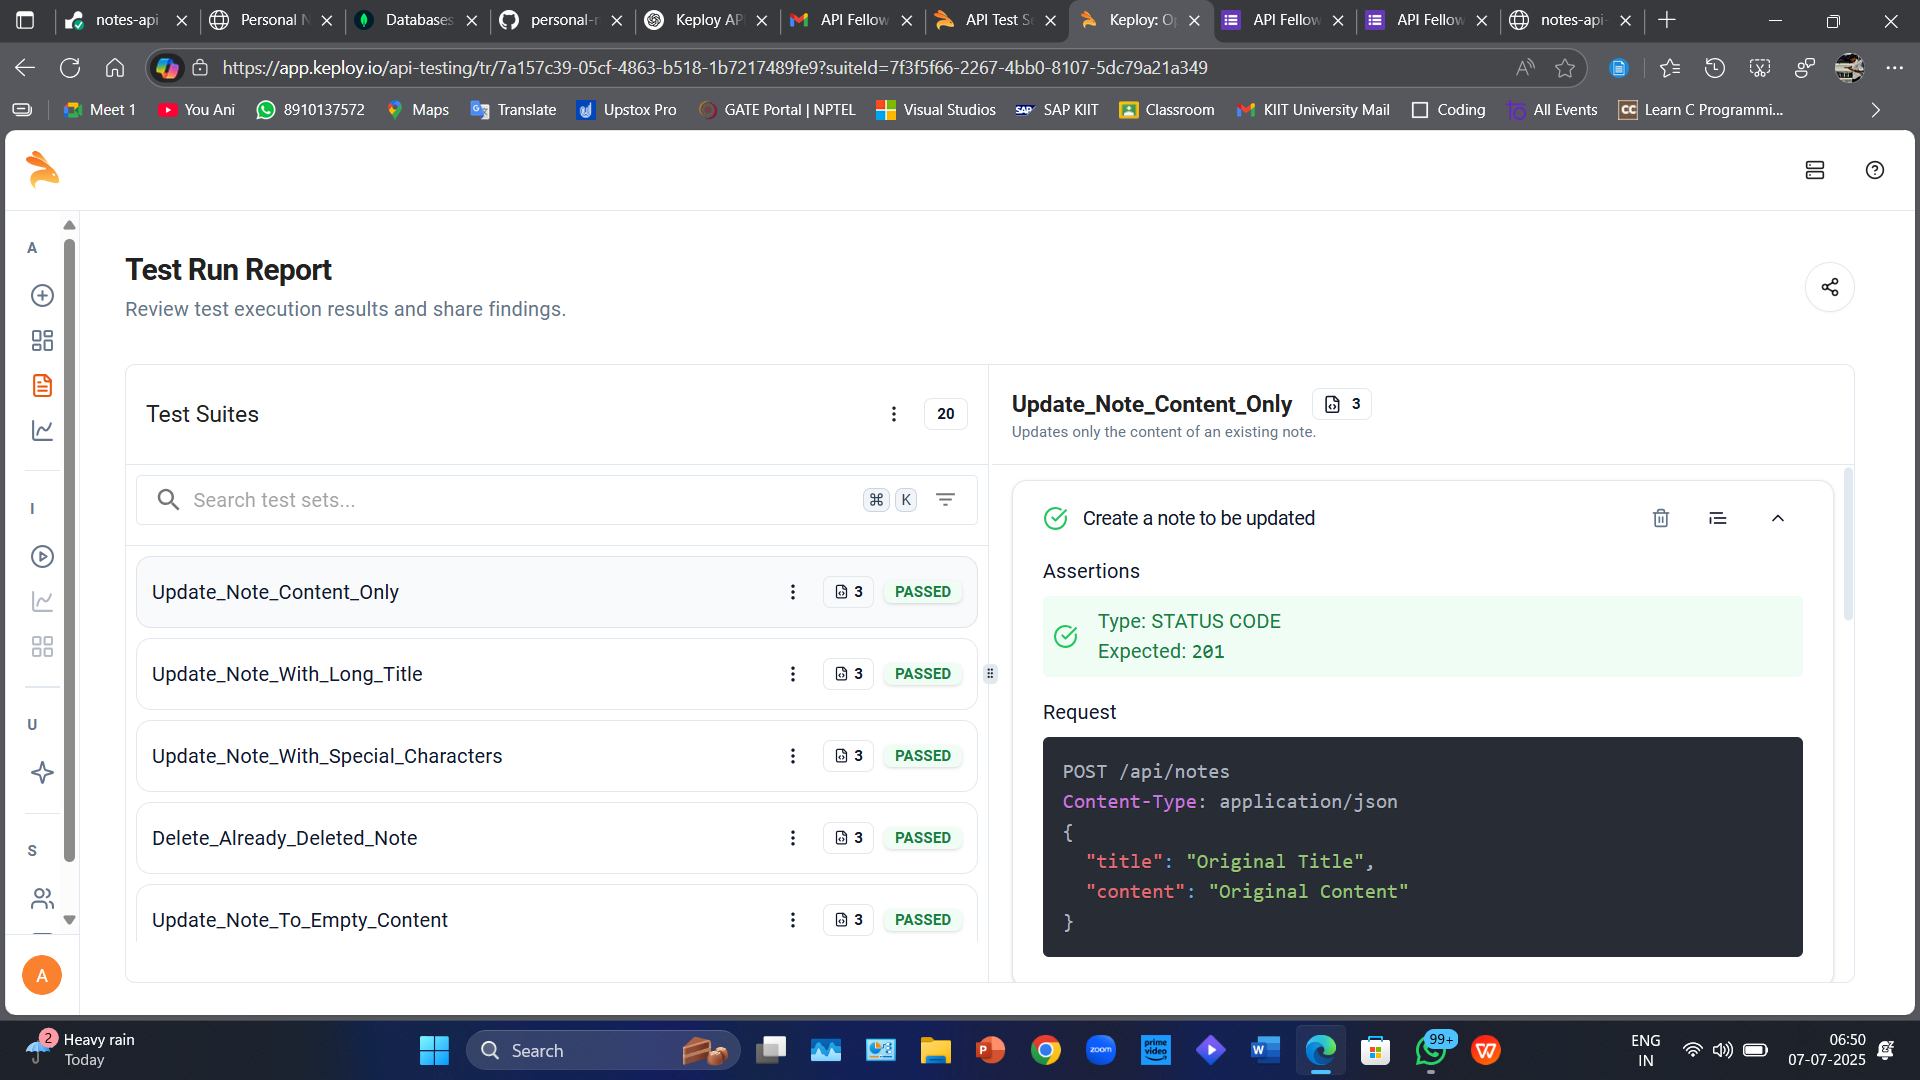 notes-api
Personal N
Databases
personal-r
Keploy AP
API Fellow
API Test Se
Keploy: Op
API Fellow
API Fellow
notes-api-
https://app.keploy.io/api-testing/tr/7a157c39-05cf-4863-b518-1b7217489fe9?suiteId=7f3f5f66-2267-4bb0-8107-5dc79a21a349
Meet 1
You Ani
8910137572
Maps
Translate
Upstox Pro
GATE Portal | NPTEL
Visual Studios
SAP KIIT
Classroom
KIIT University Mail
Coding
All Events
Learn C Programmi...
A
I
U
S
A
Test Run Report
Review test execution results and share findings.
Test Suites
20
Search test sets...
⌘ K
Update_Note_Content_Only 3 PASSED
Update_Note_With_Long_Title 3 PASSED
Update_Note_With_Special_Characters 3 PASSED
Delete_Already_Deleted_Note 3 PASSED
Update_Note_To_Empty_Content 3 PASSED
Update_Note_Content_Only 3
Updates only the content of an existing note.
Create a note to be updated
Assertions
Type: STATUS CODE
Expected: 201
Request
POST /api/notes
Content-Type: application/json
{
"title": "Original Title",
"content": "Original Content"
}
2
Heavy rain
Today
Search
zoom
prime video
99+
ENG
IN
06:50
07-07-2025